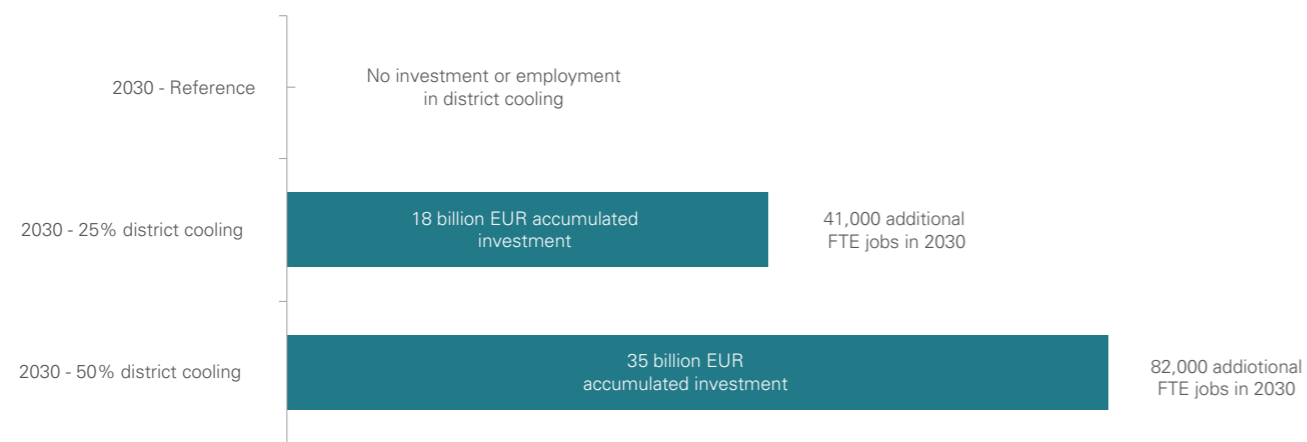 2030 - Reference
No investment or employment
in district cooling
2030 - 25% district cooling
18 billion EUR accumulated
investment
41,000 additional
FTE jobs in 2030
2030 - 50% district cooling
35 billion EUR
accumulated investment
82,000 addiotional
FTE jobs in 2030